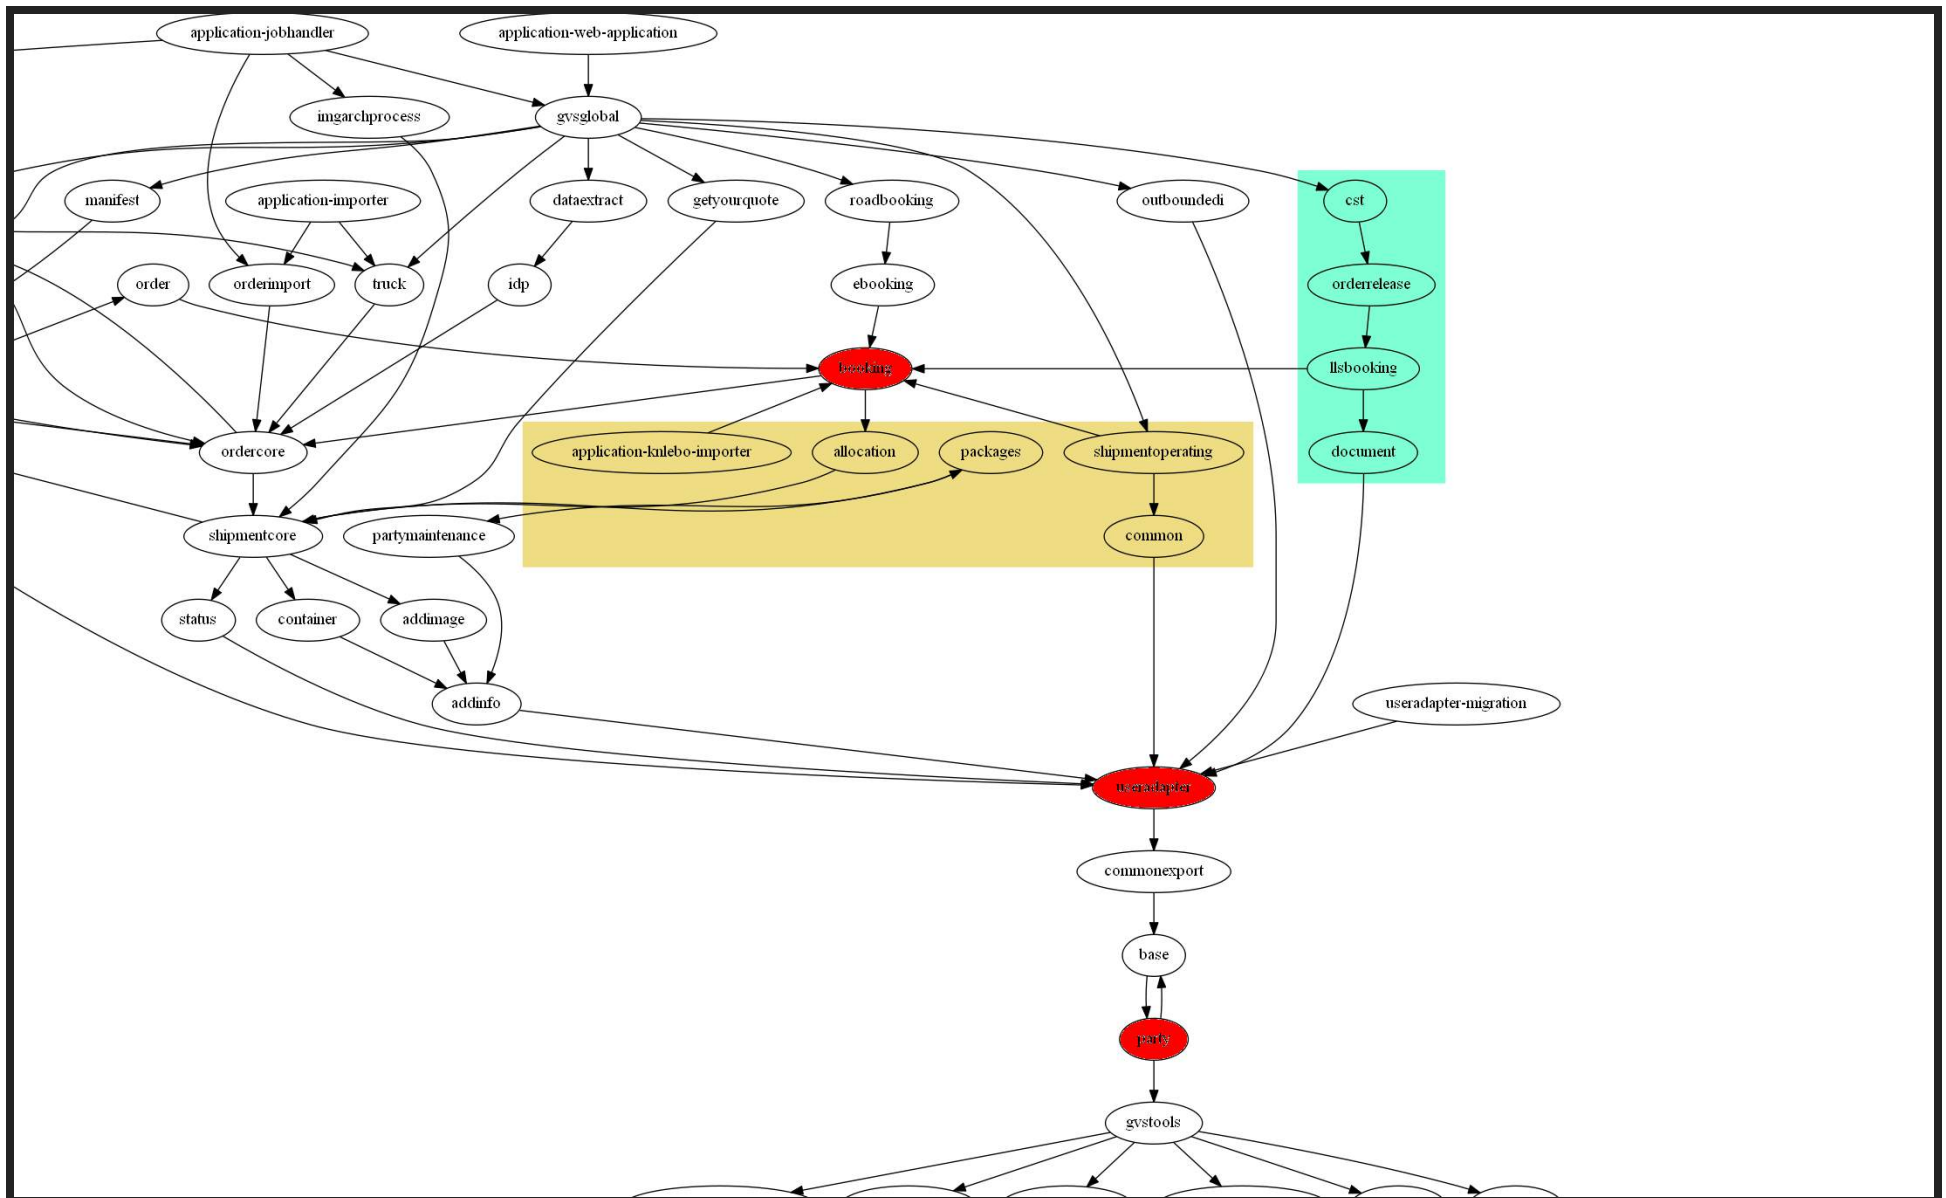 application-jobhandler
application-web-application
imgarchprocess
gvsglobal
manifest
application-importer
dataextract
getyourquote
roadbooking
outboundedi
cst
order
orderimport
truck
idp
ebooking
orderrelease
booking
llsbooking
ordercore
application-knlebo-importer
allocation
packages
shipmentoperating
document
shipmentcore
partymaintenance
common
status
container
addimage
addinfo
useradapter-migration
useradapter
commonexport
base
party
gvstools